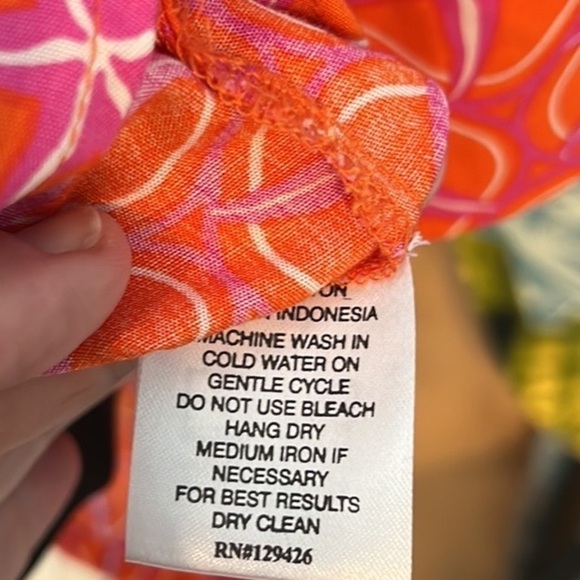 INDONESIA
MACHINE WASH IN
COLD WATER ON
GENTLE CYCLE
DO NOT USE BLEACH
HANG DRY
MEDIUM IRON IF
NECESSARY
FOR BEST RESULTS
DRY CLEAN
RN#129426